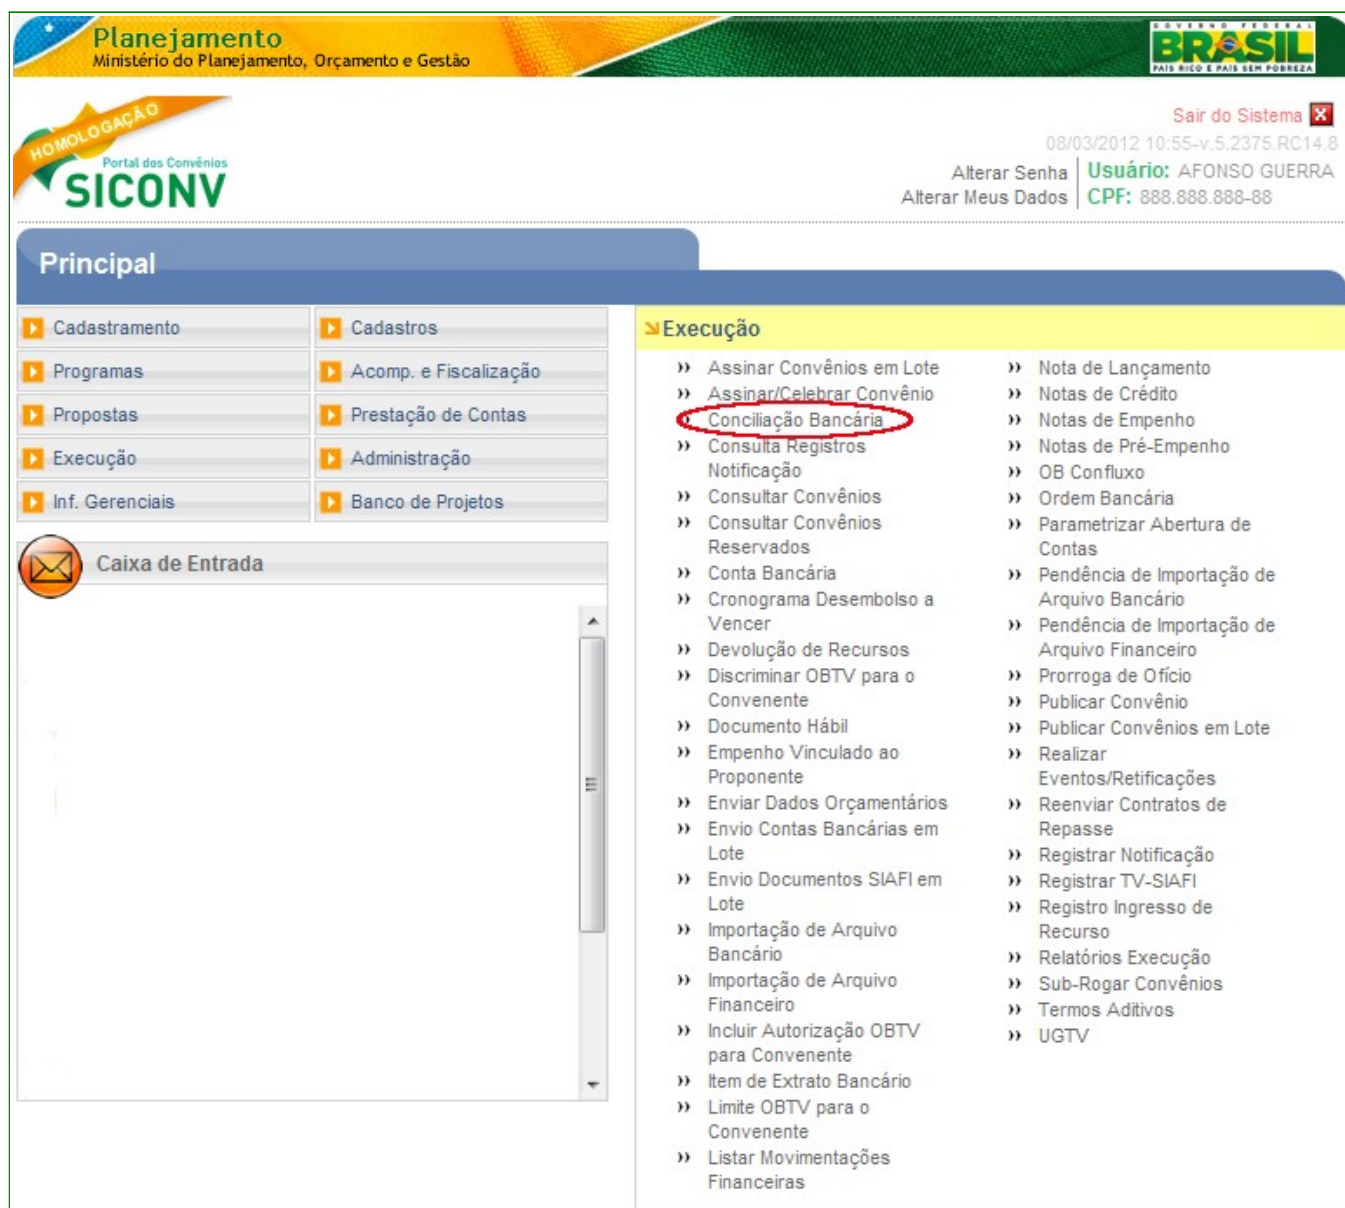 Planejamento
Ministério do Planejamento, Orçamento e Gestão
GOVERNO FEDERAL
BRASIL
PAÍS RICO É PAÍS SEM POBREZA
HOMOLOGAÇÃO
Portal dos Convênios
SICONV
Sair do Sistema
08/03/2012 10:55-v.5.2375.RC14.8
Alterar Senha
Usuário: AFONSO GUERRA
Alterar Meus Dados
CPF: 888.888.888-88
Principal
Cadastramento
Cadastros
Programas
Acomp. e Fiscalização
Propostas
Prestação de Contas
Execução
Administração
Inf. Gerenciais
Banco de Projetos
Caixa de Entrada
Execução
Assinar Convênios em Lote
Assinar/Celebrar Convênio
Conciliação Bancária
Consulta Registros
Notificação
Consultar Convênios
Consultar Convênios
Reservados
Conta Bancária
Cronograma Desembolso a
Vencer
Devolução de Recursos
Discriminar OBTV para o
Convenente
Documento Hábil
Empenho Vinculado ao
Proponente
Enviar Dados Orçamentários
Envio Contas Bancárias em
Lote
Envio Documentos SIAFI em
Lote
Importação de Arquivo
Bancário
Importação de Arquivo
Financeiro
Incluir Autorização OBTV
para Convenente
Item de Extrato Bancário
Limite OBTV para o
Convenente
Listar Movimentações
Financeiras
Nota de Lançamento
Notas de Crédito
Notas de Empenho
Notas de Pré-Empenho
OB Confluxo
Ordem Bancária
Parametrizar Abertura de
Contas
Pendência de Importação de
Arquivo Bancário
Pendência de Importação de
Arquivo Financeiro
Prorroga de Ofício
Publicar Convênio
Publicar Convênios em Lote
Realizar
Eventos/Retificações
Reenviar Contratos de
Repasse
Registrar Notificação
Registrar TV-SIAFI
Registro Ingresso de
Recurso
Relatórios Execução
Sub-Rogar Convênios
Termos Aditivos
UGTV